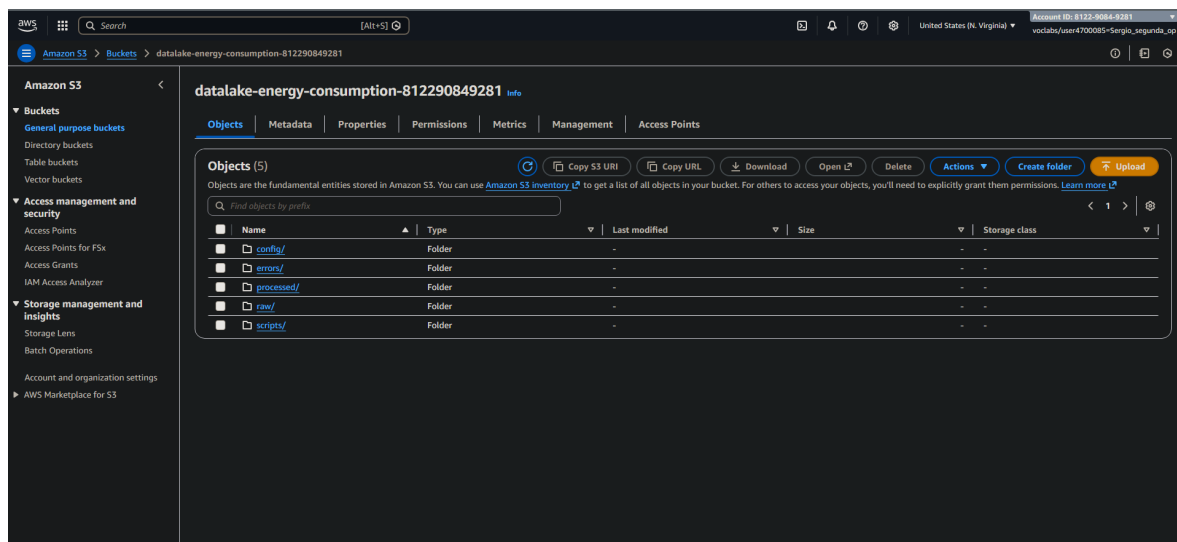 aws
Search [Alt+S]
United States (N. Virginia)
Account ID: 8122-9084-9281
voclabs/user4700085=Sergio_segunda_op
Amazon S3 > Buckets > datalake-energy-consumption-812290849281
Amazon S3
Buckets
General purpose buckets
Directory buckets
Table buckets
Vector buckets
Access management and
security
Access Points
Access Points for FSx
Access Grants
IAM Access Analyzer
Storage management and
insights
Storage Lens
Batch Operations
Account and organization settings
AWS Marketplace for S3
datalake-energy-consumption-812290849281 Info
Objects Metadata Properties Permissions Metrics Management Access Points
Objects (5)
Copy S3 URI Copy URL Download Open Delete Actions Create folder Upload
Objects are the fundamental entities stored in Amazon S3. You can use Amazon S3 inventory to get a list of all objects in your bucket. For others to access your objects, you'll need to explicitly grant them permissions. Learn more
Find objects by prefix
< 1 >
Name Type Last modified Size Storage class
config/ Folder - - -
errors/ Folder - - -
processed/ Folder - - -
raw/ Folder - - -
scripts/ Folder - - -